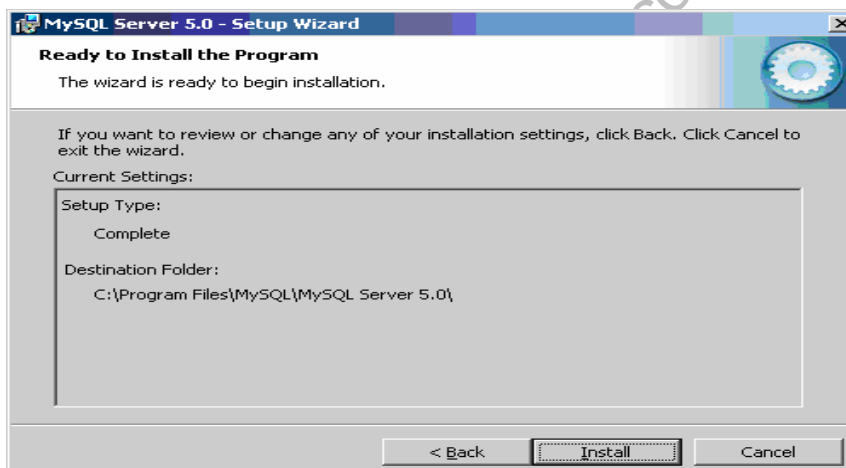 MySQL Server 5.0 - Setup Wizard
Ready to Install the Program
The wizard is ready to begin installation.
If you want to review or change any of your installation settings, click Back. Click Cancel to
exit the wizard.
Current Settings:
Setup Type:
Complete
Destination Folder:
C:\Program Files\MySQL\MySQL Server 5.0\
< Back
Install
Cancel